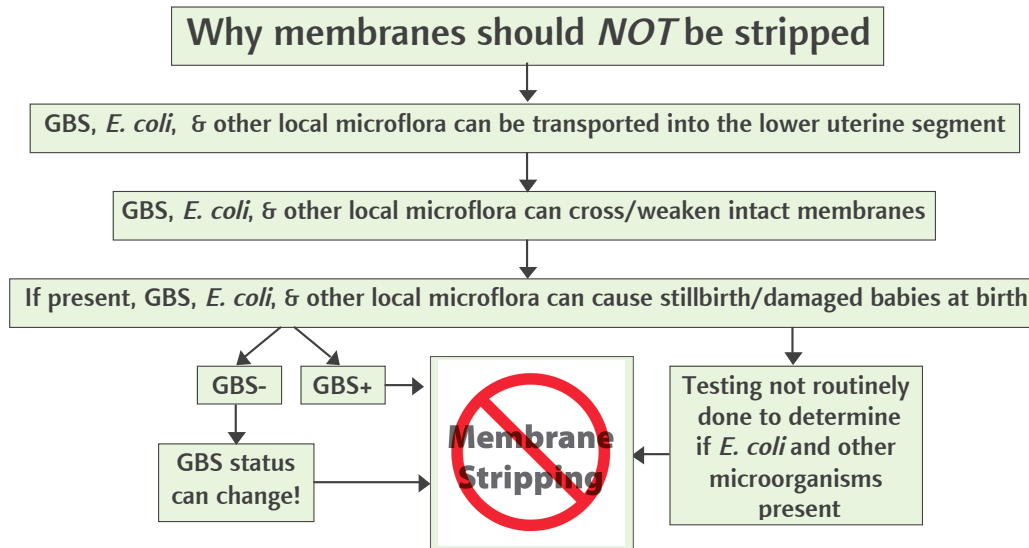 Why membranes should NOT be stripped
GBS, E. coli, & other local microflora can be transported into the lower uterine segment
GBS, E. coli, & other local microflora can cross/weaken intact membranes
If present, GBS, E. coli, & other local microflora can cause stillbirth/damaged babies at birth
GBS-
GBS+
GBS status
can change!
Membrane
Stripping
Testing not routinely
done to determine
if E. coli and other
microorganisms
present